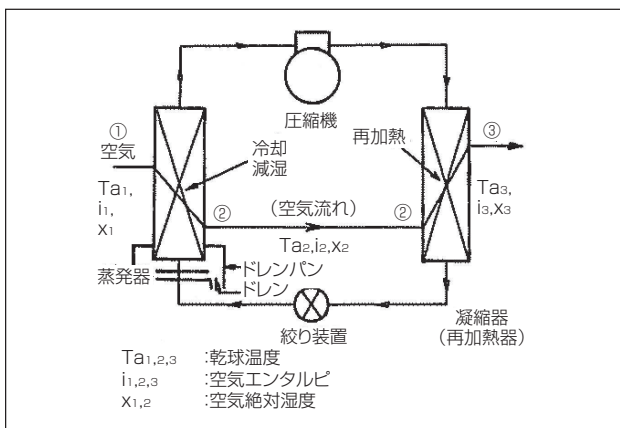 圧縮機
①
空気
Ta1,
i1,
x1
冷却
減湿
再加熱
③
Ta3,
i3,x3
②
(空気流れ)
②
Ta2,i2,x2
蒸発器
ドレンパン
ドレン
絞り装置
凝縮器
(再加熱器)
Ta1,2,3 :乾球温度
i1,2,3 :空気エンタルピ
x1,2 :空気絶対湿度